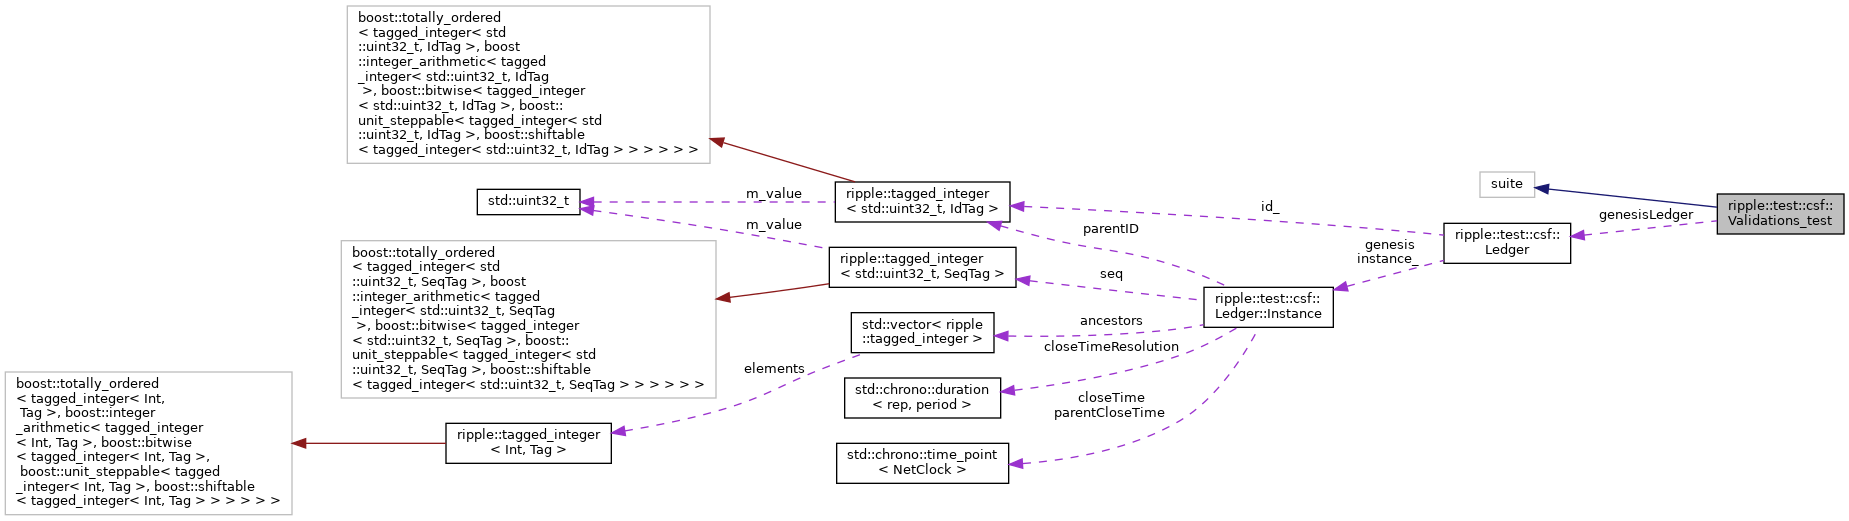 boost::totally_ordered
< tagged_integer< std
::uint32_t, IdTag >, boost
::integer_arithmetic< tagged
_integer< std::uint32_t, IdTag
 >, boost::bitwise< tagged_integer
< std::uint32_t, IdTag >, boost::
unit_steppable< tagged_integer< std
::uint32_t, IdTag >, boost::shiftable
< tagged_integer< std::uint32_t, IdTag > > > > > >
std::uint32_t
m_value
m_value
ripple::tagged_integer
< std::uint32_t, IdTag >
boost::totally_ordered
< tagged_integer< std
::uint32_t, SeqTag >, boost
::integer_arithmetic< tagged
_integer< std::uint32_t, SeqTag
 >, boost::bitwise< tagged_integer
< std::uint32_t, SeqTag >, boost::
unit_steppable< tagged_integer< std
::uint32_t, SeqTag >, boost::shiftable
< tagged_integer< std::uint32_t, SeqTag > > > > > >
ripple::tagged_integer
< std::uint32_t, SeqTag >
std::vector< ripple
::tagged_integer >
elements
boost::totally_ordered
< tagged_integer< Int,
 Tag >, boost::integer
_arithmetic< tagged_integer
< Int, Tag >, boost::bitwise
< tagged_integer< Int, Tag >,
 boost::unit_steppable< tagged
_integer< Int, Tag >, boost::shiftable
< tagged_integer< Int, Tag > > > > > >
ripple::tagged_integer
< Int, Tag >
std::chrono::duration
< rep, period >
std::chrono::time_point
< NetClock >
id_
parentID
seq
ancestors
closeTimeResolution
closeTime
parentCloseTime
ripple::test::csf::
Ledger::Instance
genesis
instance_
ripple::test::csf::
Ledger
suite
genesisLedger
ripple::test::csf::
Validations_test